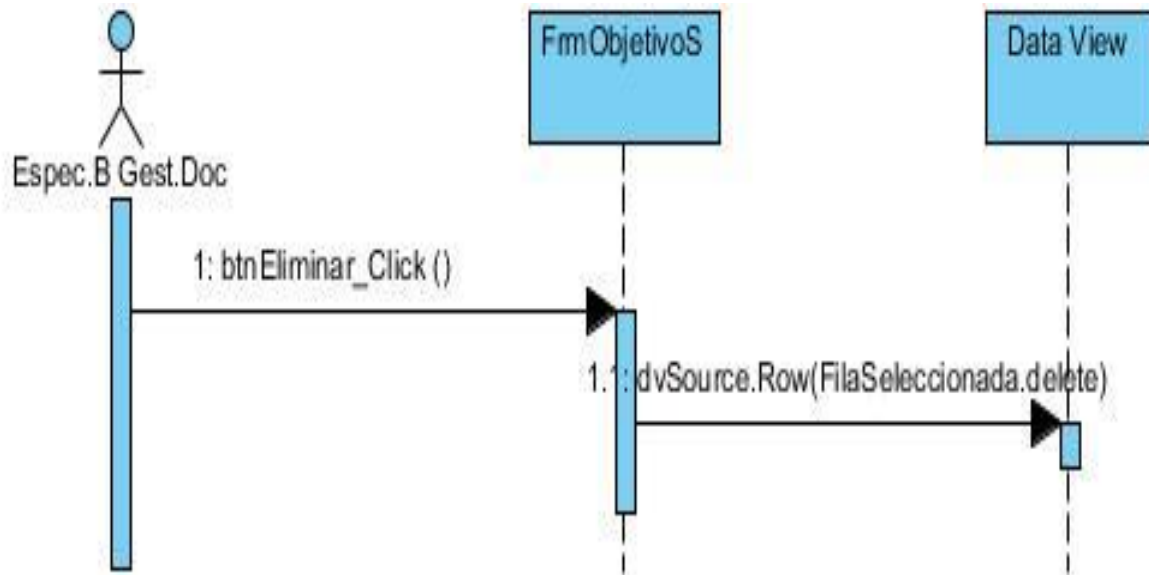 FrmObjetivoS
Data View
Espec.B Gest.Doc
1: btnEliminar_Click ()
1.1: dvSource.Row(FilaSeleccionada.delete)